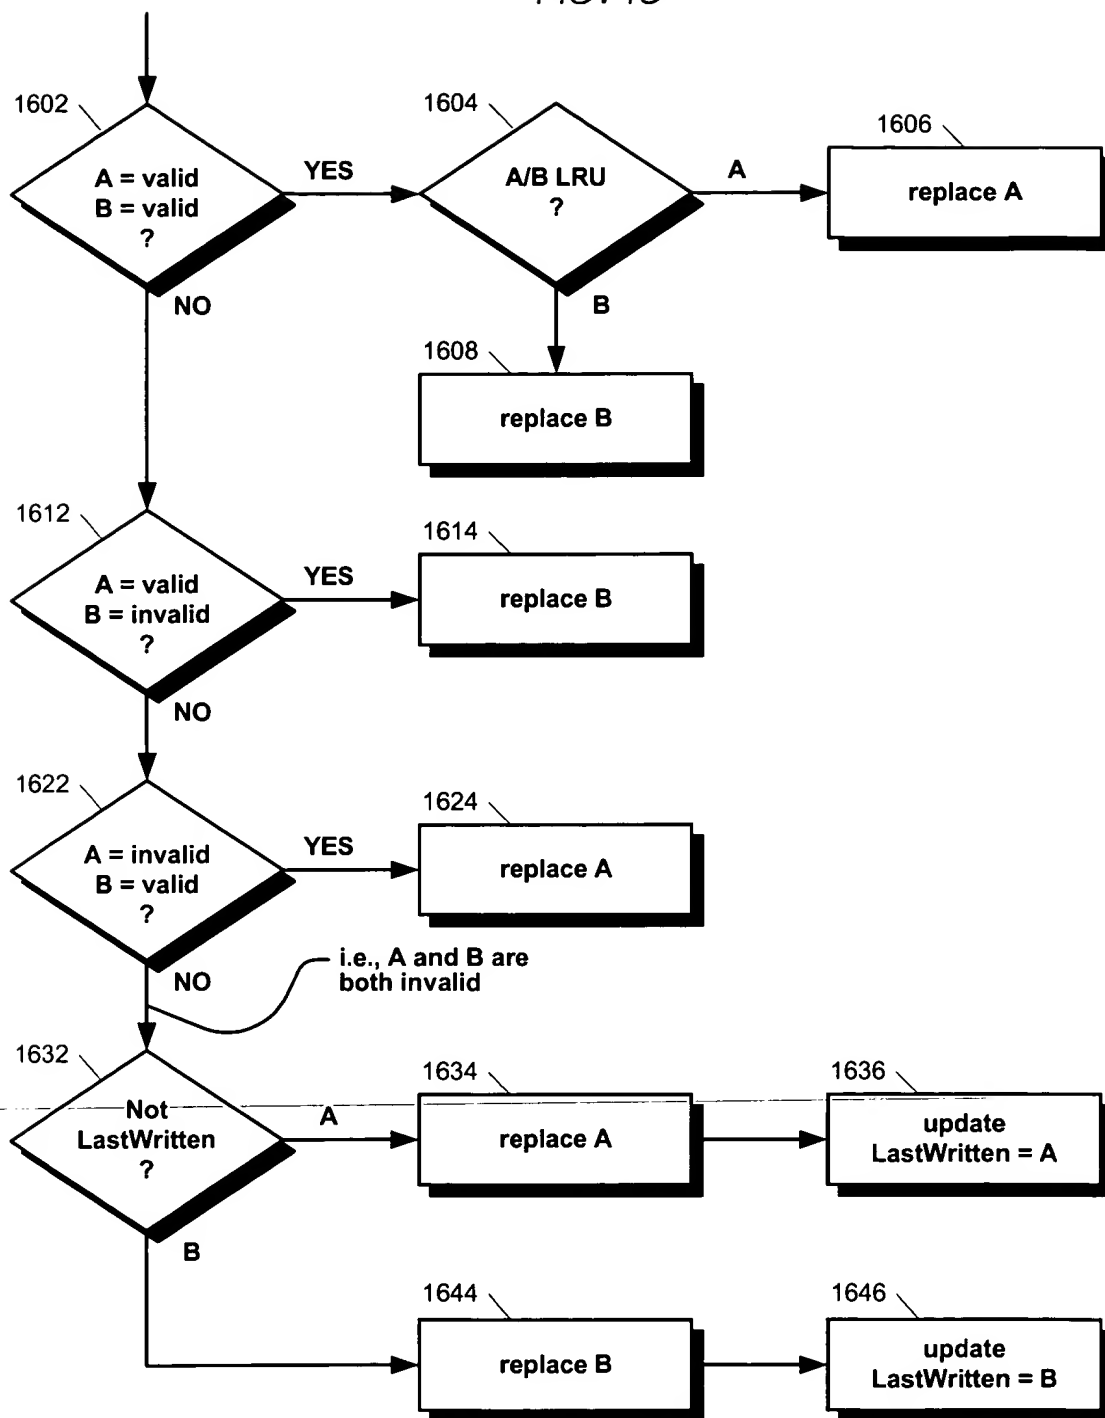 1602
A = valid
B = valid
?
YES
NO
1604
A/B LRU
?
A
B
1606
replace A
1608
replace B
1612
A = valid
B = invalid
?
YES
NO
1614
replace B
1622
A = invalid
B = valid
?
YES
NO
1624
replace A
i.e., A and B are
both invalid
1632
Not
LastWritten
?
A
B
1634
replace A
1636
update
LastWritten = A
1644
replace B
1646
update
LastWritten = B